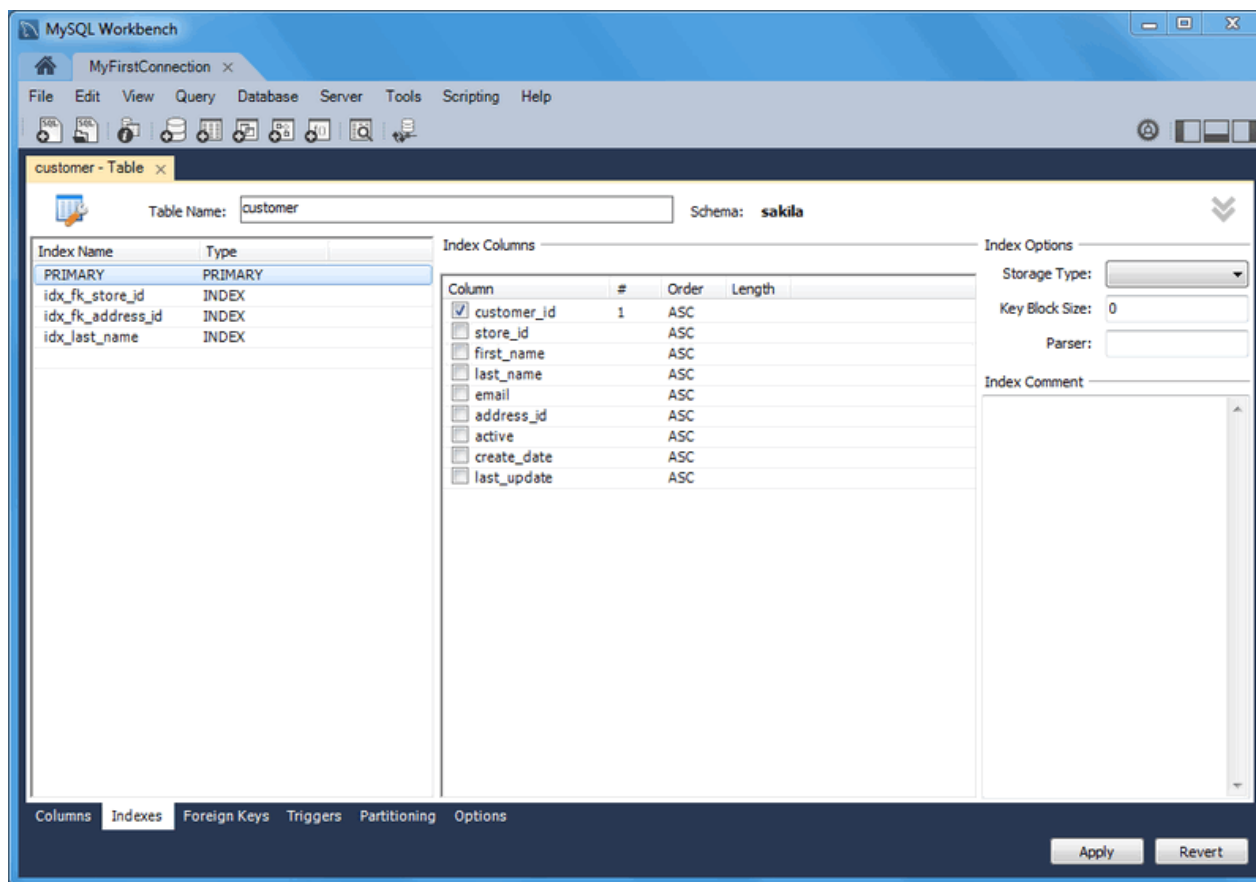 MySQL Workbench
MyFirstConnection
File Edit View Query Database Server Tools Scripting Help
customer - Table
Table Name: customer Schema: sakila
Index Name Type
PRIMARY PRIMARY
idx_fk_store_id INDEX
idx_fk_address_id INDEX
idx_last_name INDEX
Index Columns
Column # Order Length
customer_id 1 ASC
store_id ASC
first_name ASC
last_name ASC
email ASC
address_id ASC
active ASC
create_date ASC
last_update ASC
Index Options
Storage Type:
Key Block Size: 0
Parser:
Index Comment
Columns Indexes Foreign Keys Triggers Partitioning Options
Apply Revert